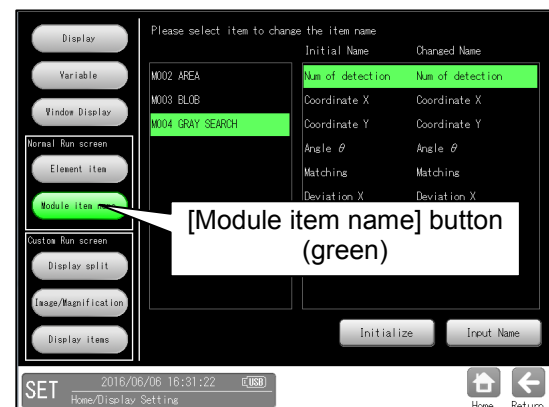 Please select item to change the item name
Initial Name Changed Name
Display
Variable
Window Display
Normal Run screen
Element item
Module item
Custom Run screen
Display split
Image/Magnification
Display items
M002 AREA
M003 BLOB
M004 GRAY SEARCH
Num of detection Num of detection
Coordinate X Coordinate X
Coordinate Y Coordinate Y
Angle θ Angle θ
Matching Matching
Deviation X Deviation X
[Module item name] button
(green)
Initialize Input Name
SET 2016/06/06 16:31:22 USB
Home/Display Setting
Home Return